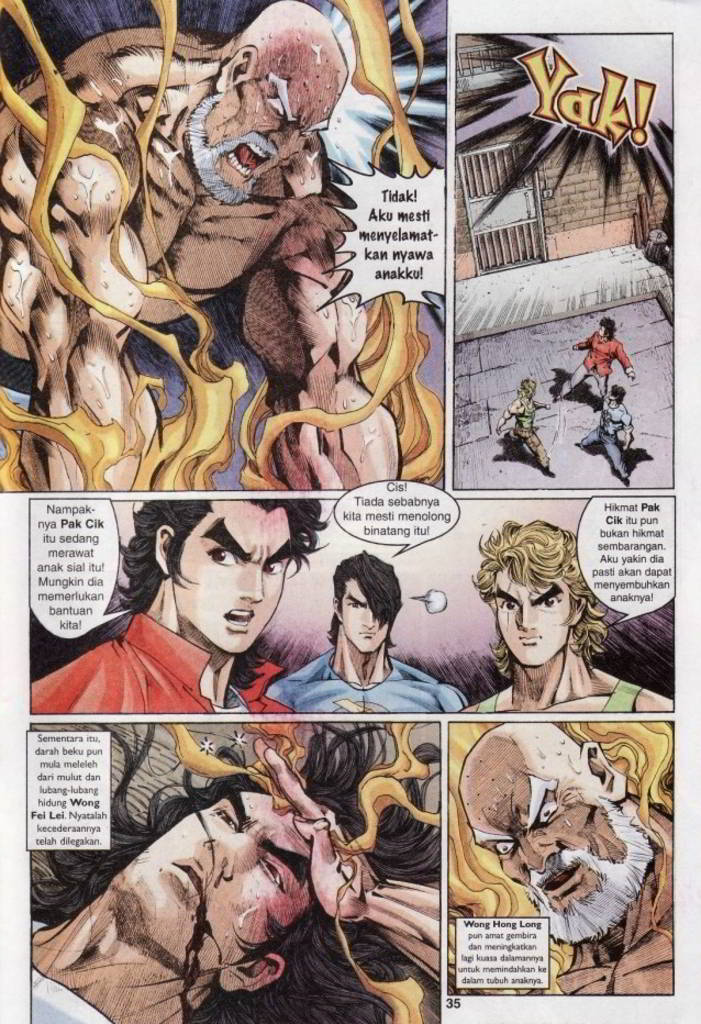 Tidak!
Aku mesti
menyelamat-
kan nyawa
anakku!
Yak!
Nampak-
nya Pak Cik
itu sedang
merawat
anak sial itu!
Mungkin dia
memerlukan
bantuan
kita!
Cis!
Tiada sebabnya
kita mesti menolong
binatang itu!
Hikmat Pak
Cik itu pun
bukan hikmat
sembarangan.
Aku yakin dia
pasti akan dapat
menyembuhkan
anaknya!
Sementara itu,
darah beku pun
mula meleleh
dari mulut dan
lubang-lubang
hidung Wong
Fei Lei. Nyatalah
kecederaannya
telah dilegakan.
Wong Hong Long
pun amat gembira
dan meningkatkan
lagi kuasa dalamannya
untuk memindahkan ke
dalam tubuh anaknya.
35